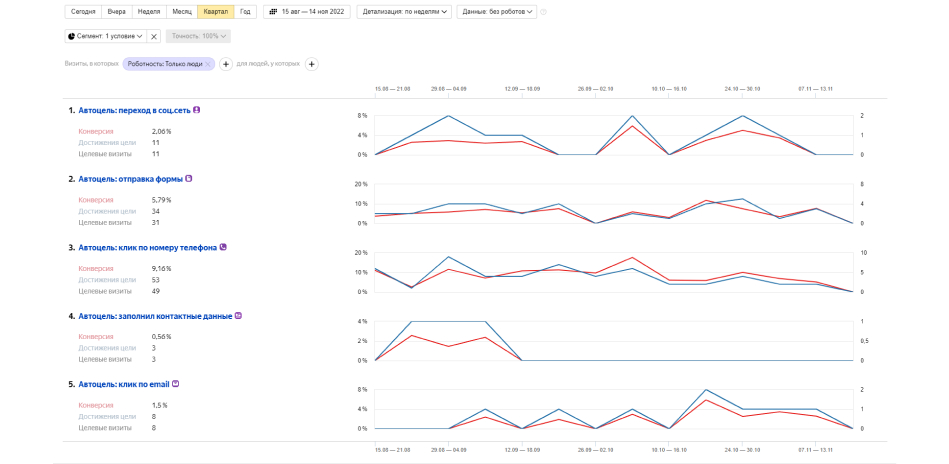 Сегодня Вчера Неделя Месяц Квартал Год 15 авг — 14 ноя 2022 Детализация: по неделям Данные: без роботов
Сегмент: 1 условие Точность: 100%
Визиты, в которых Роботность: Только люди + для людей, у которых +
15.08 — 21.08 29.08 — 04.09 12.09 — 18.09 26.09 — 02.10 10.10 — 16.10 24.10 — 30.10 07.11 — 13.11
1. Автоцель: переход в соц.сеть
Конверсия 2,06%
Достижения цели 11
Целевые визиты 11
8% 4% 0% 2 1 0
2. Автоцель: отправка формы
Конверсия 5,79%
Достижения цели 34
Целевые визиты 31
20% 10% 0% 8 4 0
3. Автоцель: клик по номеру телефона
Конверсия 9,16%
Достижения цели 53
Целевые визиты 49
20% 10% 0% 10 5 0
4. Автоцель: заполнил контактные данные
Конверсия 0,56%
Достижения цели 3
Целевые визиты 3
4% 2% 0% 1 0,5 0
5. Автоцель: клик по email
Конверсия 1,5%
Достижения цели 8
Целевые визиты 8
8% 4% 0% 2 1 0
15.08 — 21.08 29.08 — 04.09 12.09 — 18.09 26.09 — 02.10 10.10 — 16.10 24.10 — 30.10 07.11 — 13.11